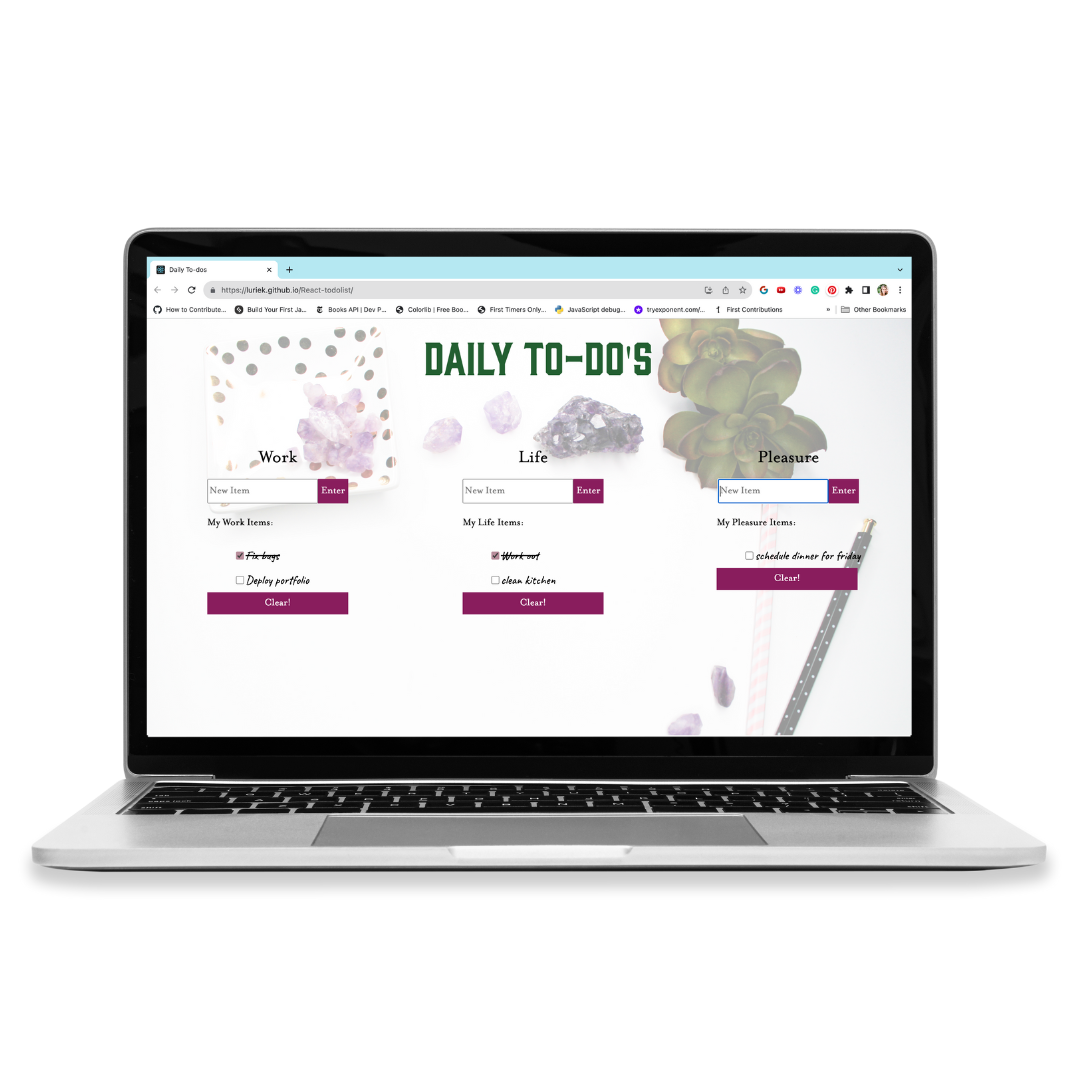 Daily To-dos
https://luriek.github.io/React-todolist/
How to Contribute... Build Your First Ja... Books API | Dev P... Colorlib | Free Boo... First Timers Only... JavaScript debug... tryexponent.com/... First Contributions » Other Bookmarks
DAILY TO-DO'S
Work Life Pleasure
New Item Enter New Item Enter New Item Enter
My Work Items: My Life Items: My Pleasure Items:
Fix bugs Work out schedule dinner for friday
Deploy portfolio clean kitchen Clear!
Clear! Clear!